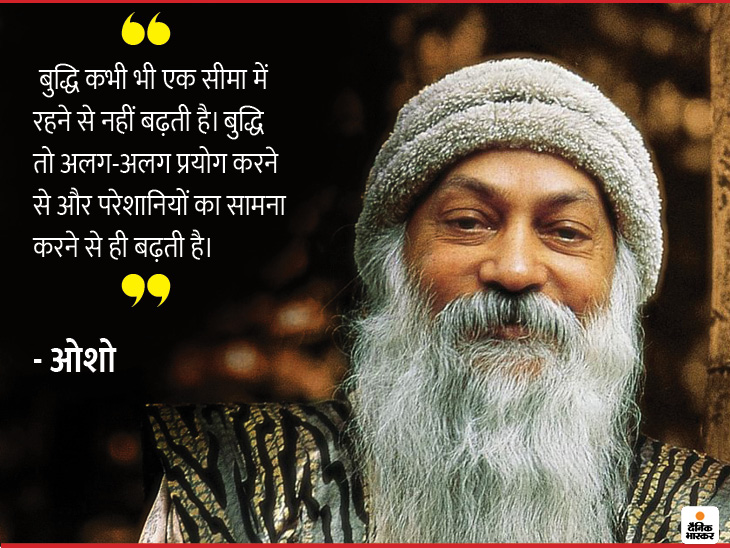 बुद्धि कभी भी एक सीमा में
रहने से नहीं बढ़ती है। बुद्धि
तो अलग-अलग प्रयोग करने
से और परेशानियों का सामना
करने से ही बढ़ती है।
- ओशो
दैनिक
भास्कर